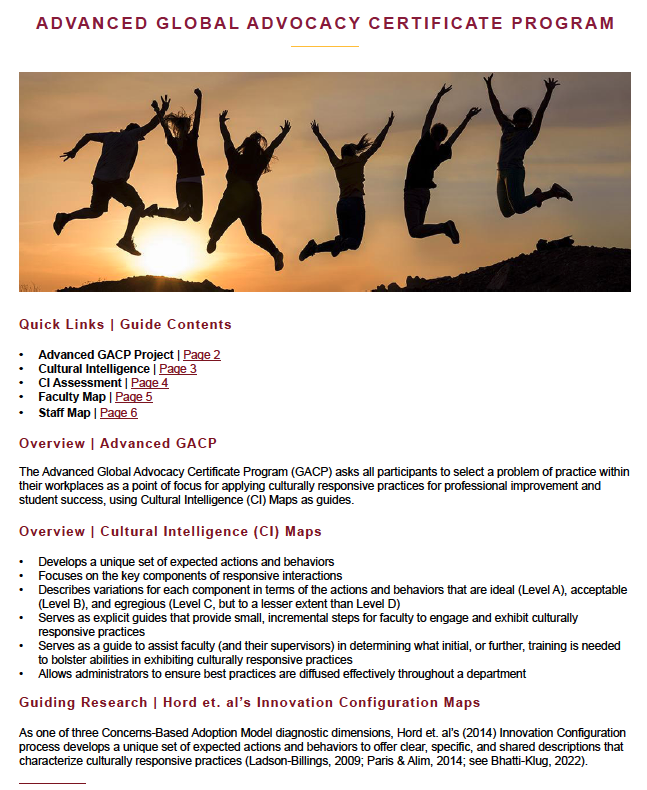 ADVANCED GLOBAL ADVOCACY CERTIFICATE PROGRAM
Quick Links | Guide Contents
• Advanced GACP Project | Page 2
• Cultural Intelligence | Page 3
• CI Assessment | Page 4
• Faculty Map | Page 5
• Staff Map | Page 6
Overview | Advanced GACP
The Advanced Global Advocacy Certificate Program (GACP) asks all participants to select a problem of practice within
their workplaces as a point of focus for applying culturally responsive practices for professional improvement and
student success, using Cultural Intelligence (CI) Maps as guides.
Overview | Cultural Intelligence (CI) Maps
• Develops a unique set of expected actions and behaviors
• Focuses on the key components of responsive interactions
• Describes variations for each component in terms of the actions and behaviors that are ideal (Level A), acceptable
(Level B), and egregious (Level C, but to a lesser extent than Level D)
• Serves as explicit guides that provide small, incremental steps for faculty to engage and exhibit culturally
responsive practices
• Serves as a guide to assist faculty (and their supervisors) in determining what initial, or further, training is needed
to bolster abilities in exhibiting culturally responsive practices
• Allows administrators to ensure best practices are diffused effectively throughout a department
Guiding Research | Hord et. al's Innovation Configuration Maps
As one of three Concerns-Based Adoption Model diagnostic dimensions, Hord et. al's (2014) Innovation Configuration
process develops a unique set of expected actions and behaviors to offer clear, specific, and shared descriptions that
characterize culturally responsive practices (Ladson-Billings, 2009; Paris & Alim, 2014; see Bhatti-Klug, 2022).